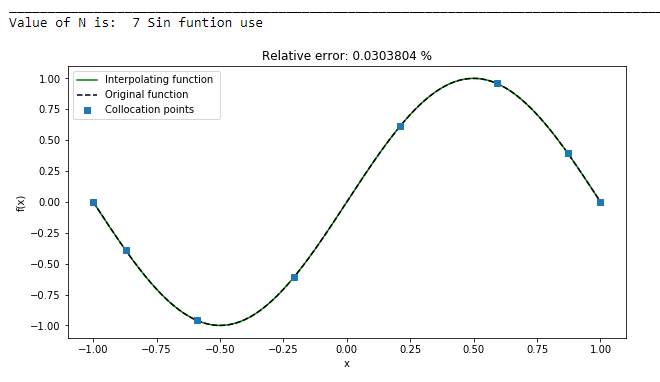 Value of N is:  7 Sin funtion use
Relative error: 0.0303804 %
Interpolating function
Original function
Collocation points
1.00
0.75
0.50
0.25
0.00
−0.25
−0.50
−0.75
−1.00
f(x)
−1.00 −0.75 −0.50 −0.25 0.00 0.25 0.50 0.75 1.00
x